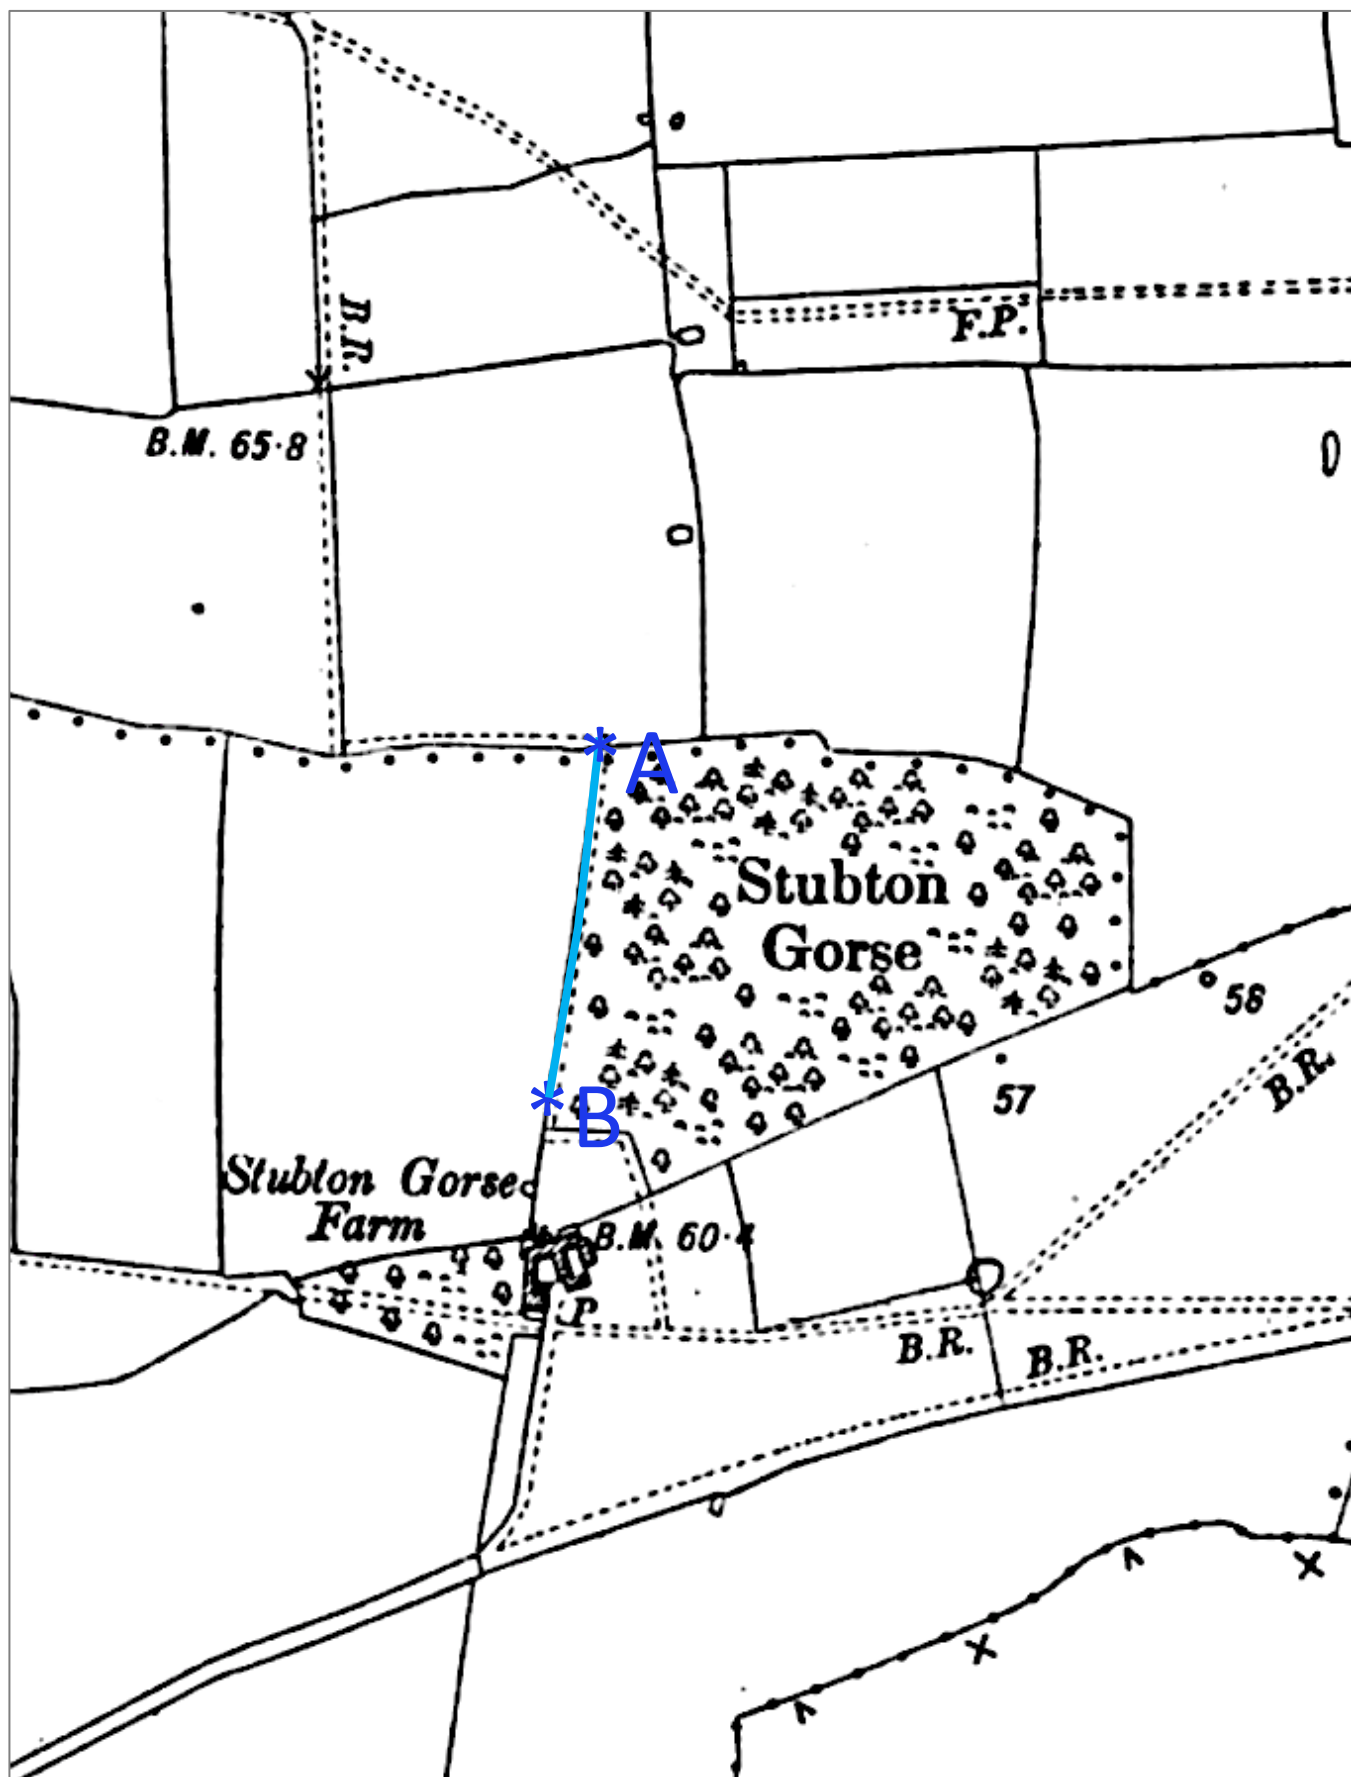 B.R.
F.P.
B.M. 65·8
A
Stubton
Gorse
58
B.R.
57
B
Stubton Gorse
Farm
B.M. 60·4
P
B.R.
B.R.